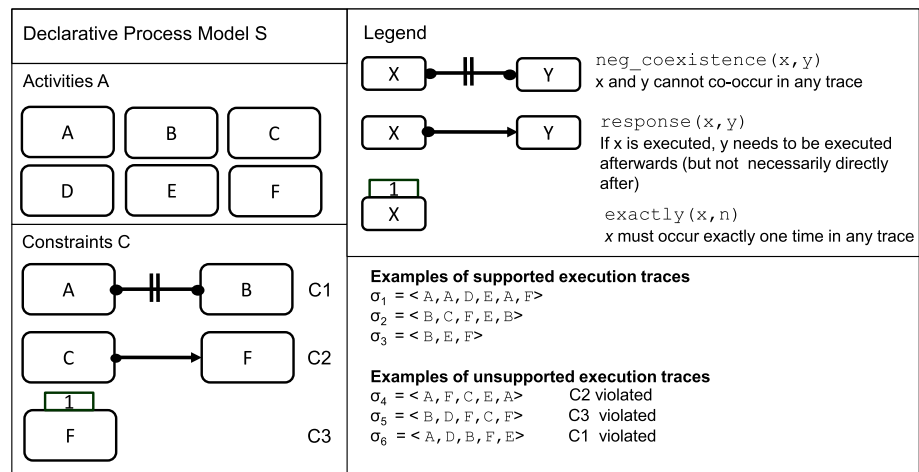 Declarative Process Model S
Activities A
A B C
D E F
Constraints C
A B C1
C F C2
1
F C3
Legend
X Y neg_coexistence(x,y)
x and y cannot co-occur in any trace
X Y response(x,y)
If x is executed, y needs to be executed
afterwards (but not necessarily directly
after)
1
X exactly(x,n)
x must occur exactly one time in any trace
Examples of supported execution traces
σ1 = < A,A,D,E,A,F>
σ2 = < B,C,F,E,B>
σ3 = < B,E,F>
Examples of unsupported execution traces
σ4 = < A,F,C,E,A> C2 violated
σ5 = < B,D,F,C,F> C3 violated
σ6 = < A,D,B,F,E> C1 violated